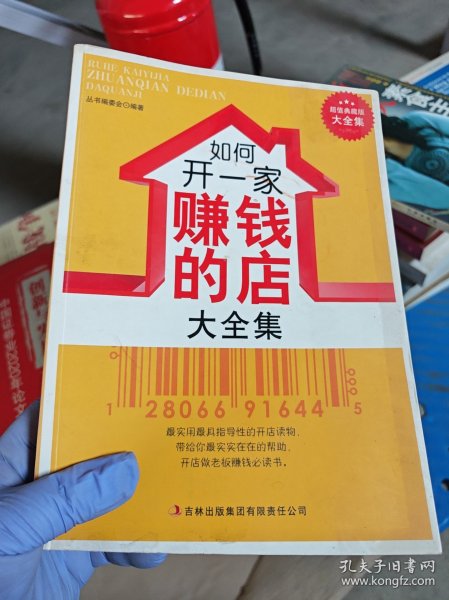 RUHE KAIYIJIA
ZHUANQIAN DEDIAN
DAQUANJI
丛书编委会◎编著
超值典藏版
大全集
如何
开一家
赚钱
的店
大全集
1 28066 91644 5
最实用最具指导性的开店读物，
带给你最实实在在的帮助，
开店做老板赚钱必读书。
吉林出版集团有限责任公司
孔夫子旧书网
www.kongfz.com